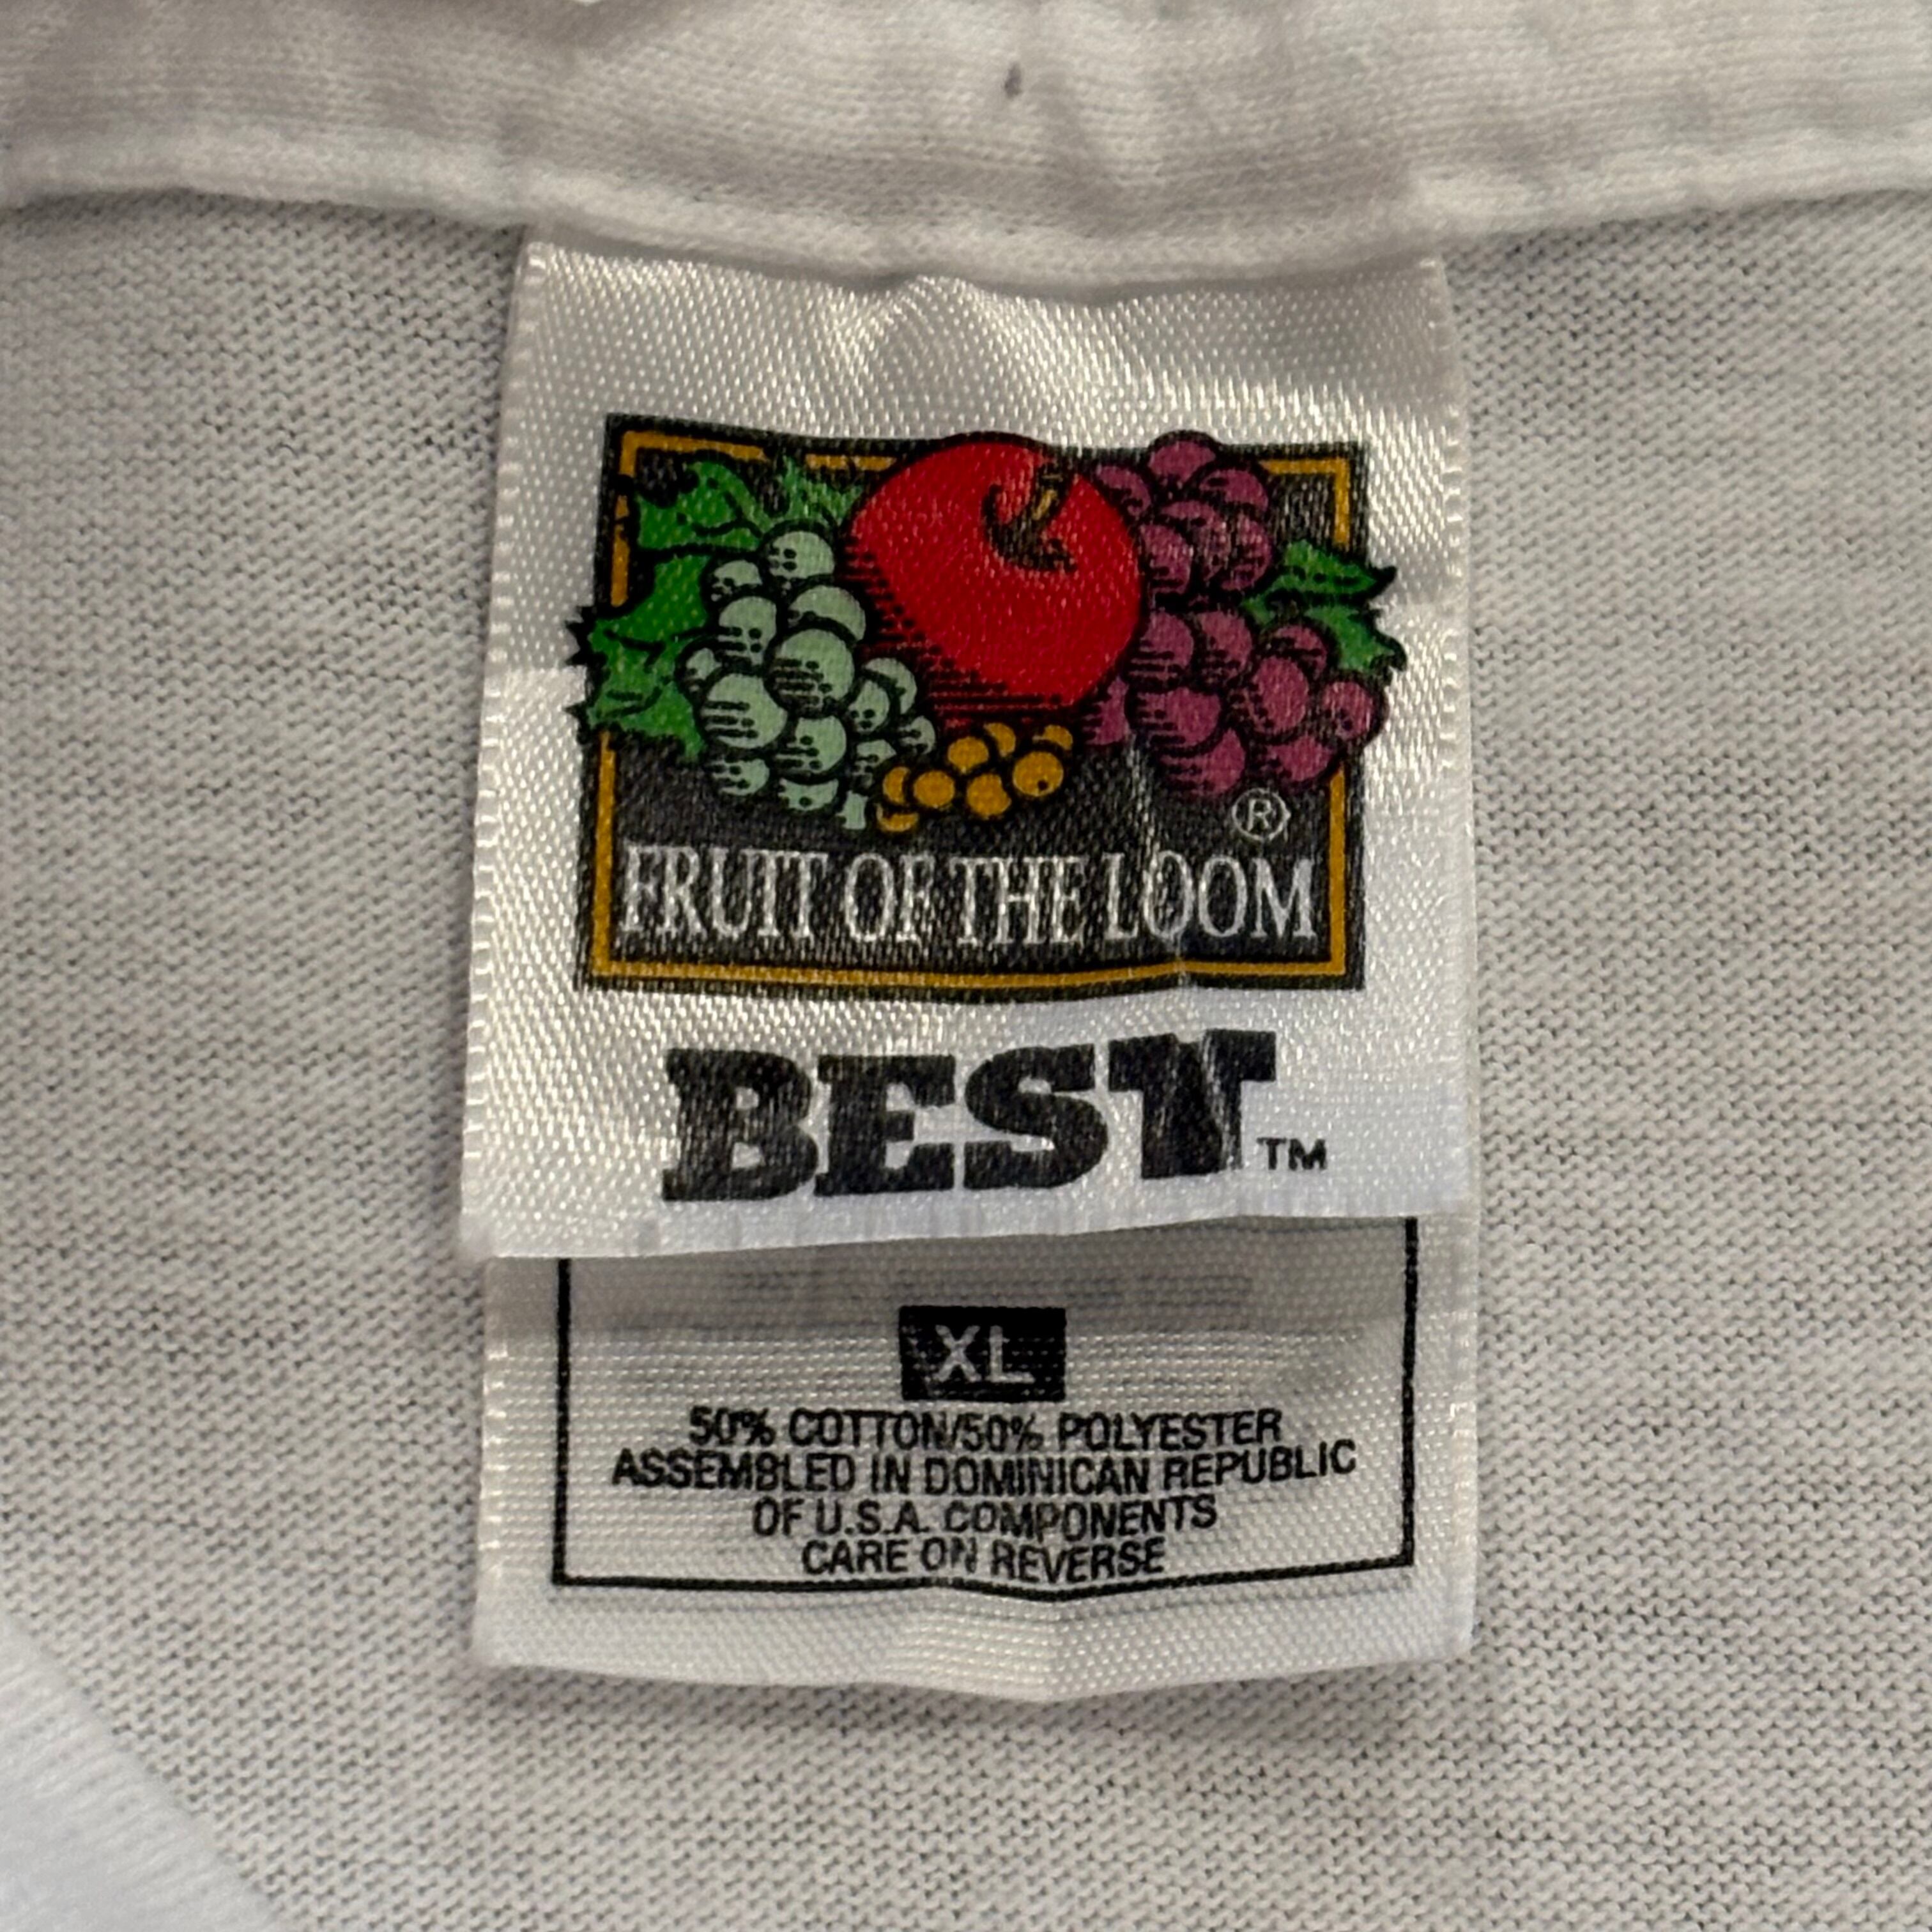 ®
FRUIT OF THE LOOM
BEST™
XL
50% COTTON/50% POLYESTER
ASSEMBLED IN DOMINICAN REPUBLIC
OF U.S.A. COMPONENTS
CARE ON REVERSE